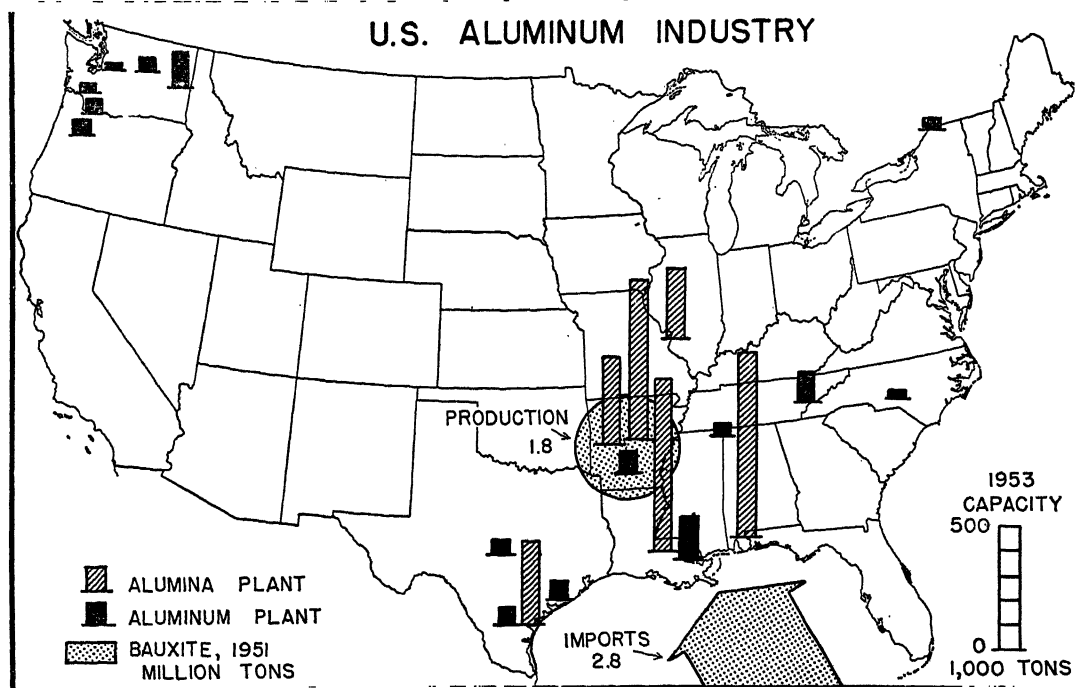 U.S. ALUMINUM INDUSTRY
PRODUCTION
1.8
1953
CAPACITY
500
0
1,000 TONS
ALUMINA PLANT
ALUMINUM PLANT
BAUXITE, 1951
MILLION TONS
IMPORTS
2.8